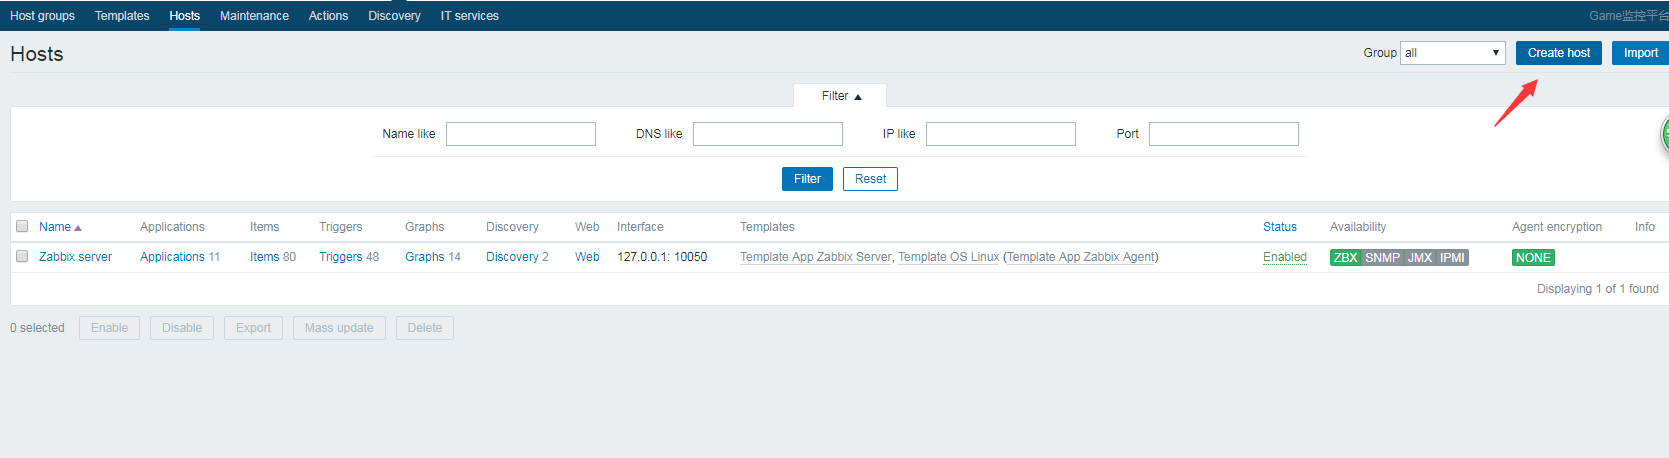 Host groups Templates Hosts Maintenance Actions Discovery IT services Game监控平台
Hosts Group all Create host Import
Filter
Name like DNS like IP like Port
Filter Reset
Name Applications Items Triggers Graphs Discovery Web Interface Templates Status Availability Agent encryption Info
Zabbix server Applications 11 Items 80 Triggers 48 Graphs 14 Discovery 2 Web 127.0.0.1: 10050 Template App Zabbix Server, Template OS Linux (Template App Zabbix Agent) Enabled ZBX SNMP JMX IPMI NONE
Displaying 1 of 1 found
0 selected Enable Disable Export Mass update Delete